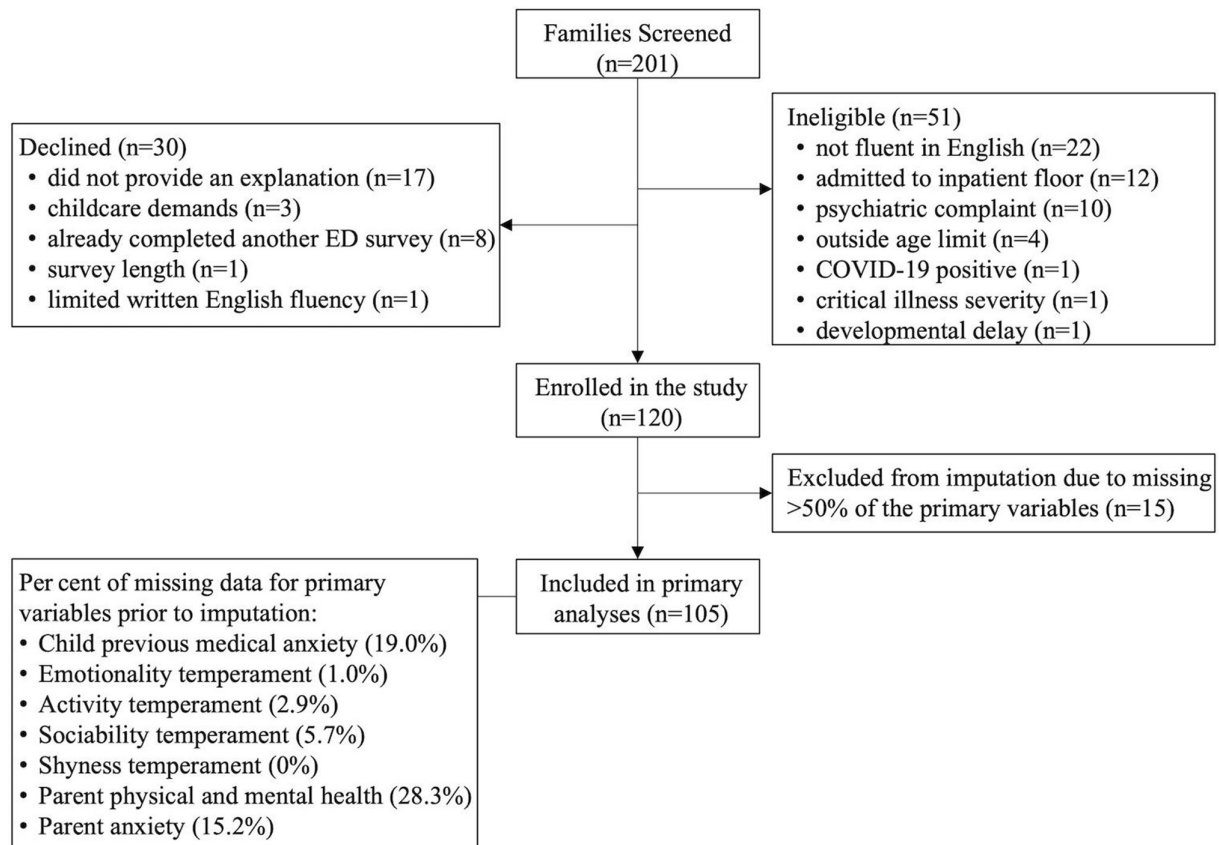 Families Screened
(n=201)
Declined (n=30)
• did not provide an explanation (n=17)
• childcare demands (n=3)
• already completed another ED survey (n=8)
• survey length (n=1)
• limited written English fluency (n=1)
Ineligible (n=51)
• not fluent in English (n=22)
• admitted to inpatient floor (n=12)
• psychiatric complaint (n=10)
• outside age limit (n=4)
• COVID-19 positive (n=1)
• critical illness severity (n=1)
• developmental delay (n=1)
Enrolled in the study
(n=120)
Excluded from imputation due to missing
>50% of the primary variables (n=15)
Included in primary
analyses (n=105)
Per cent of missing data for primary
variables prior to imputation:
• Child previous medical anxiety (19.0%)
• Emotionality temperament (1.0%)
• Activity temperament (2.9%)
• Sociability temperament (5.7%)
• Shyness temperament (0%)
• Parent physical and mental health (28.3%)
• Parent anxiety (15.2%)